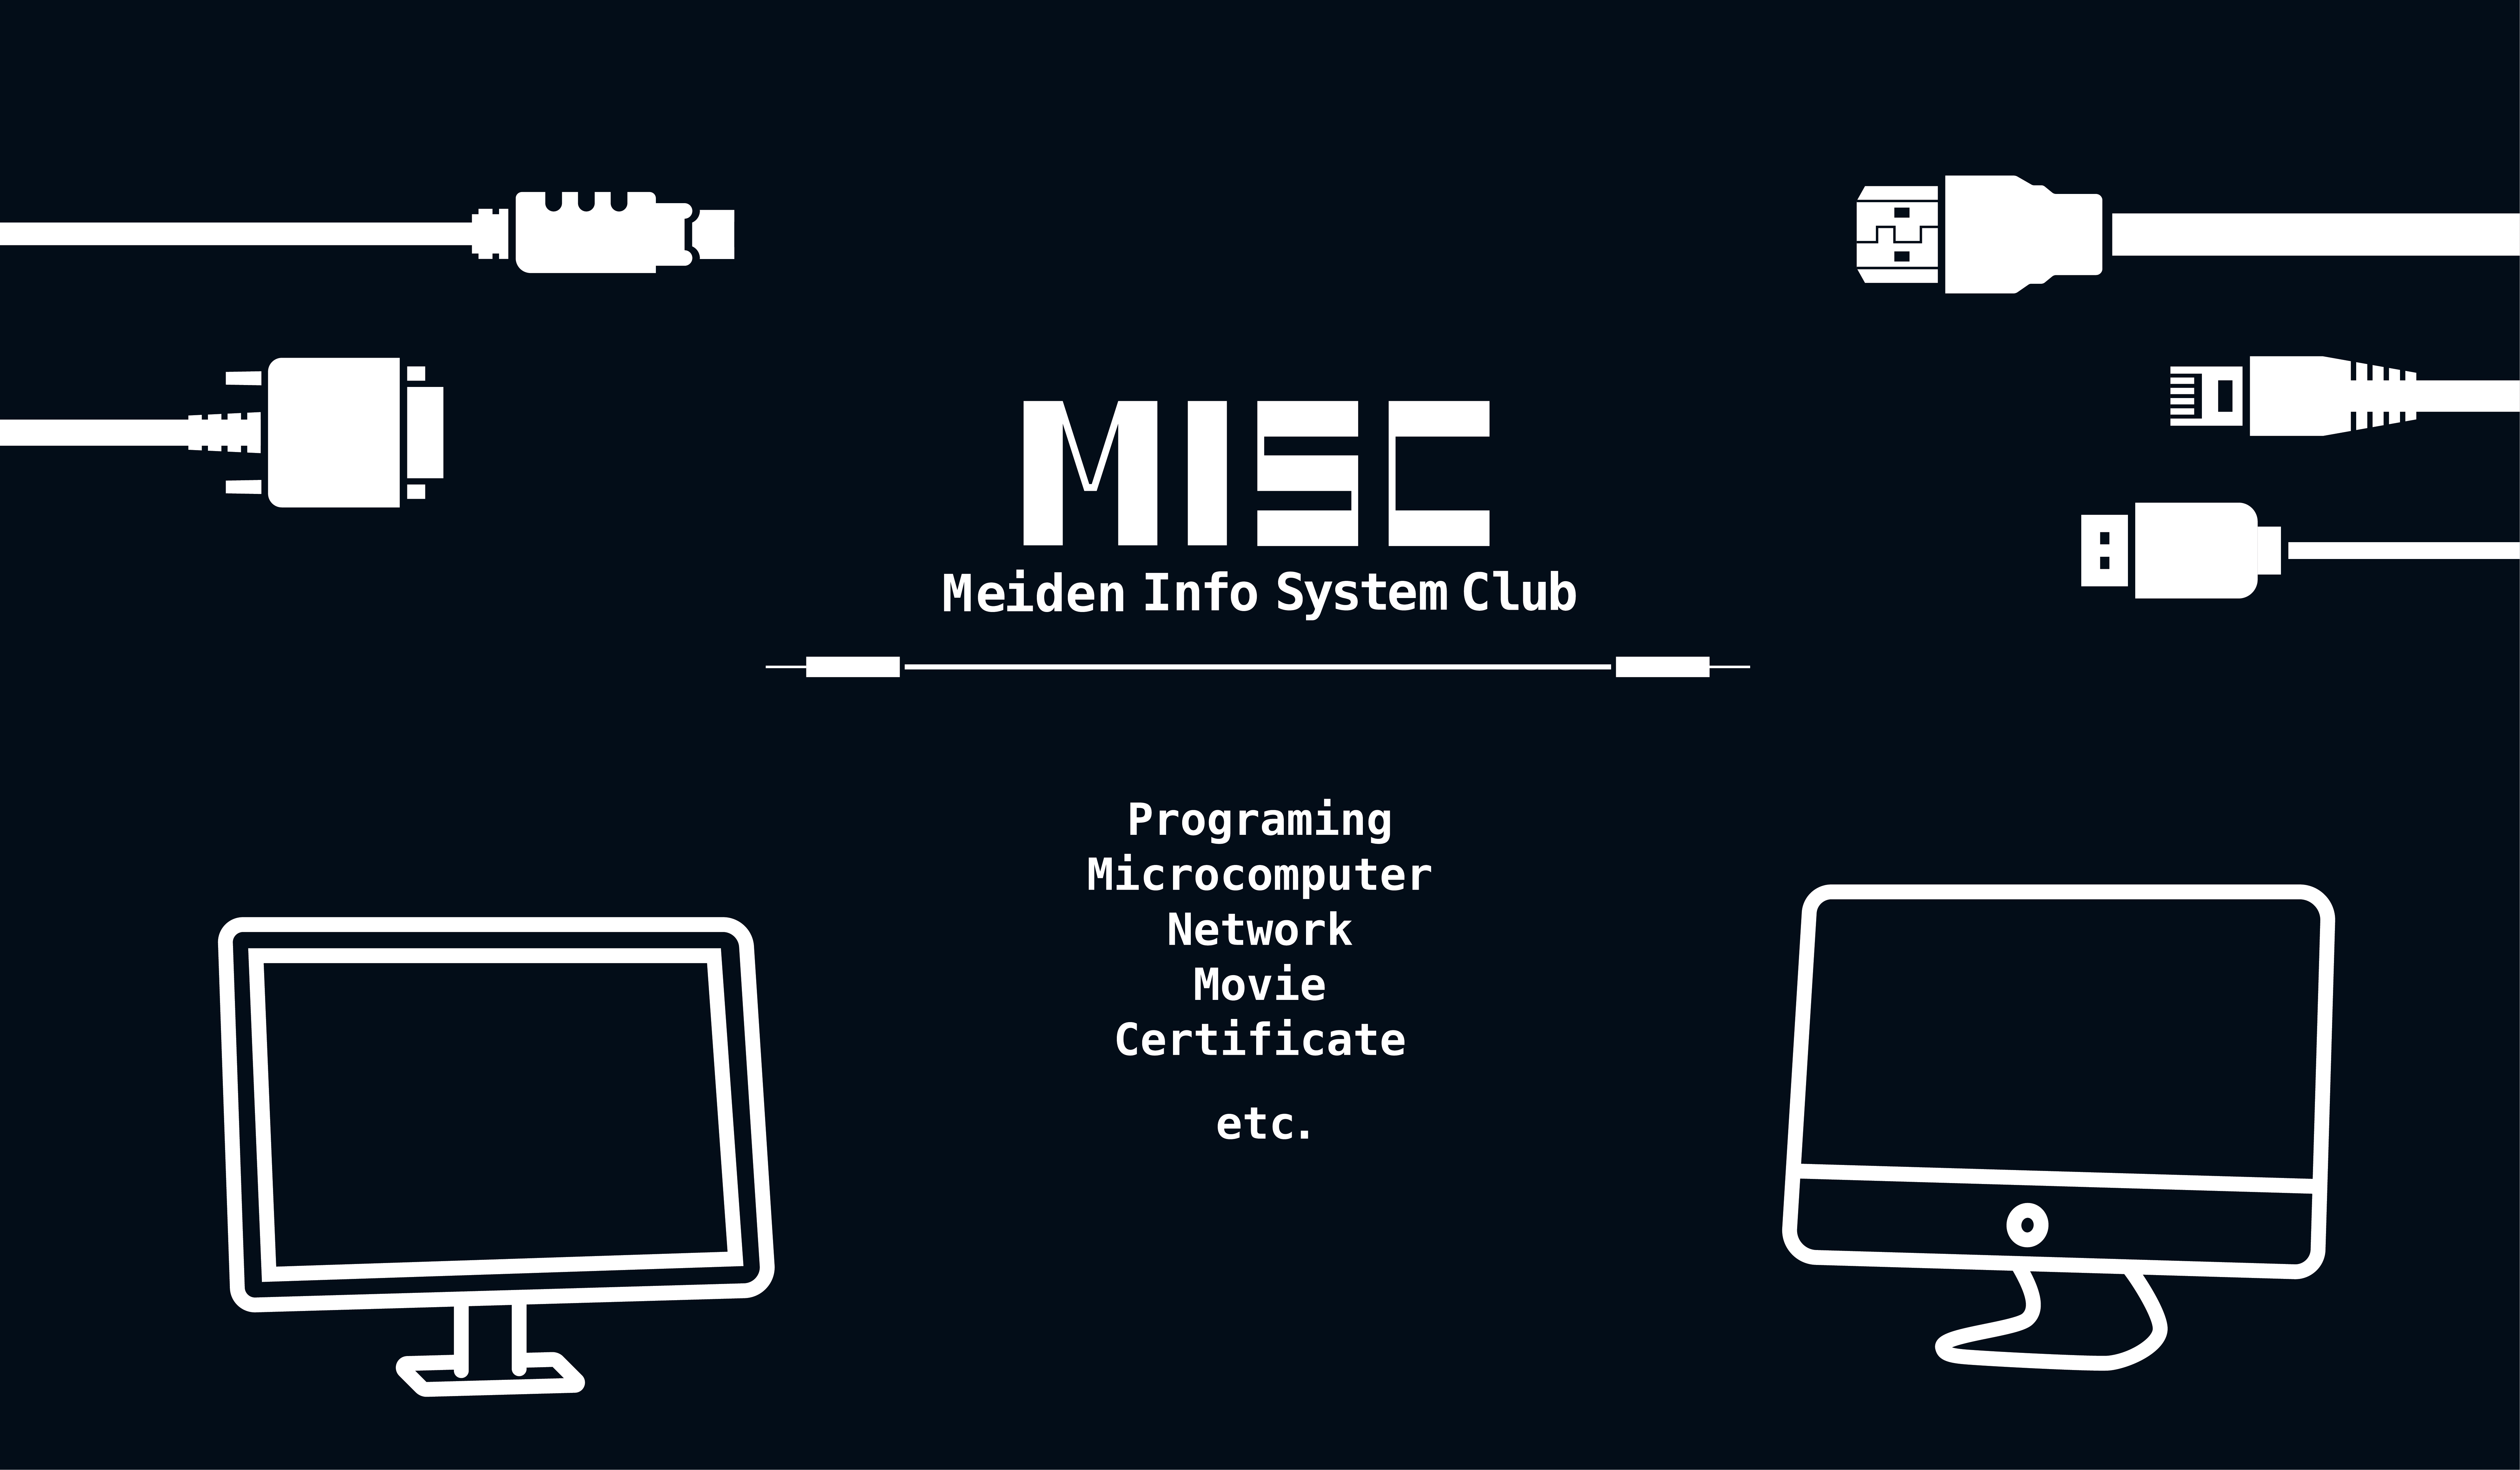 MISC
Meiden Info System Club
Programing
Microcomputer
Network
Movie
Certificate
etc.